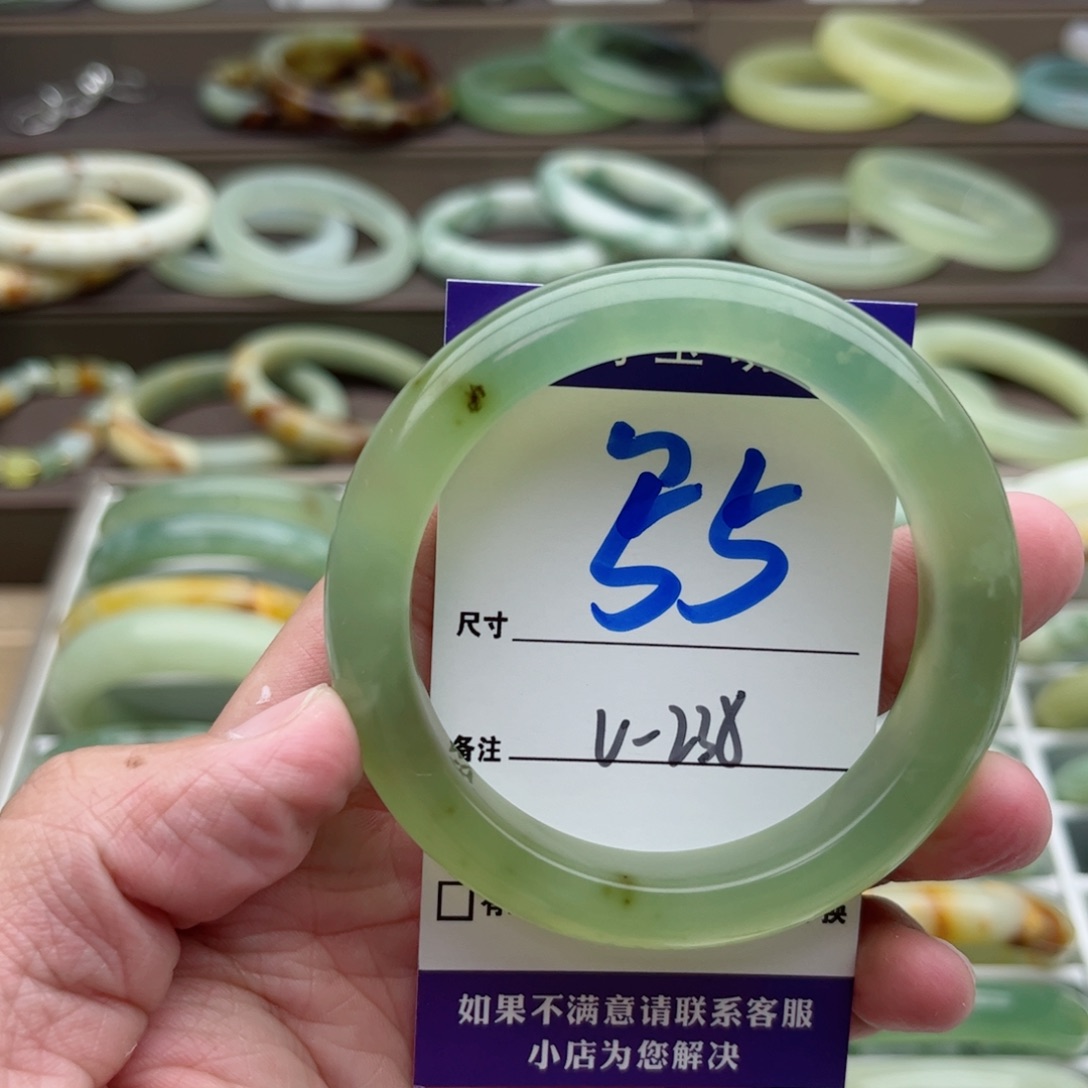 55
尺寸
备注 V-238
如果不满意请联系客服
小店为您解决